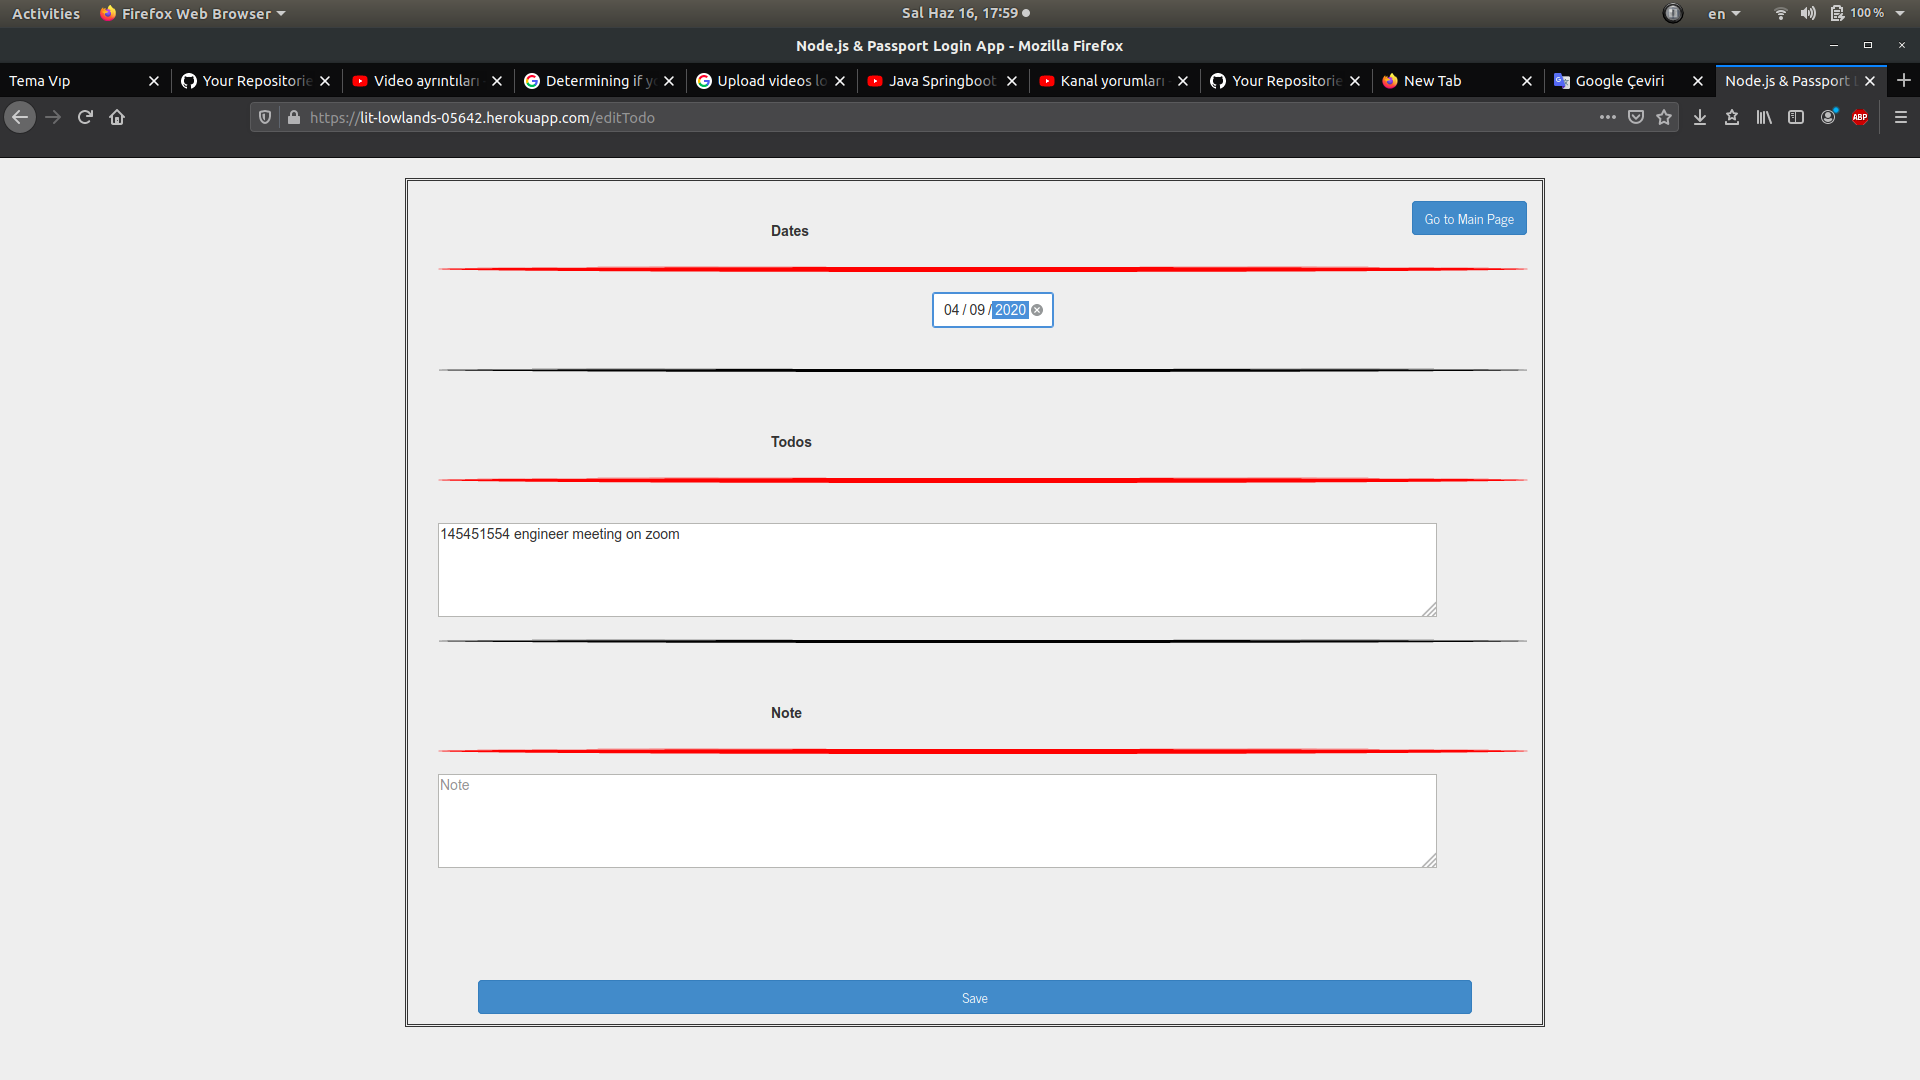 Activities Firefox Web Browser Sal Haz 16, 17:59 en 100 %
Node.js & Passport Login App - Mozilla Firefox
Tema Vıp Your Repositorie Video ayrıntıları Determining if yo Upload videos lo Java Springboot Kanal yorumları - Your Repositorie New Tab Google Çeviri Node.js & Passport L
https://lit-lowlands-05642.herokuapp.com/editTodo ABP
Go to Main Page
Dates
04 / 09 / 2020
Todos
145451554 engineer meeting on zoom
Note
Note
Save